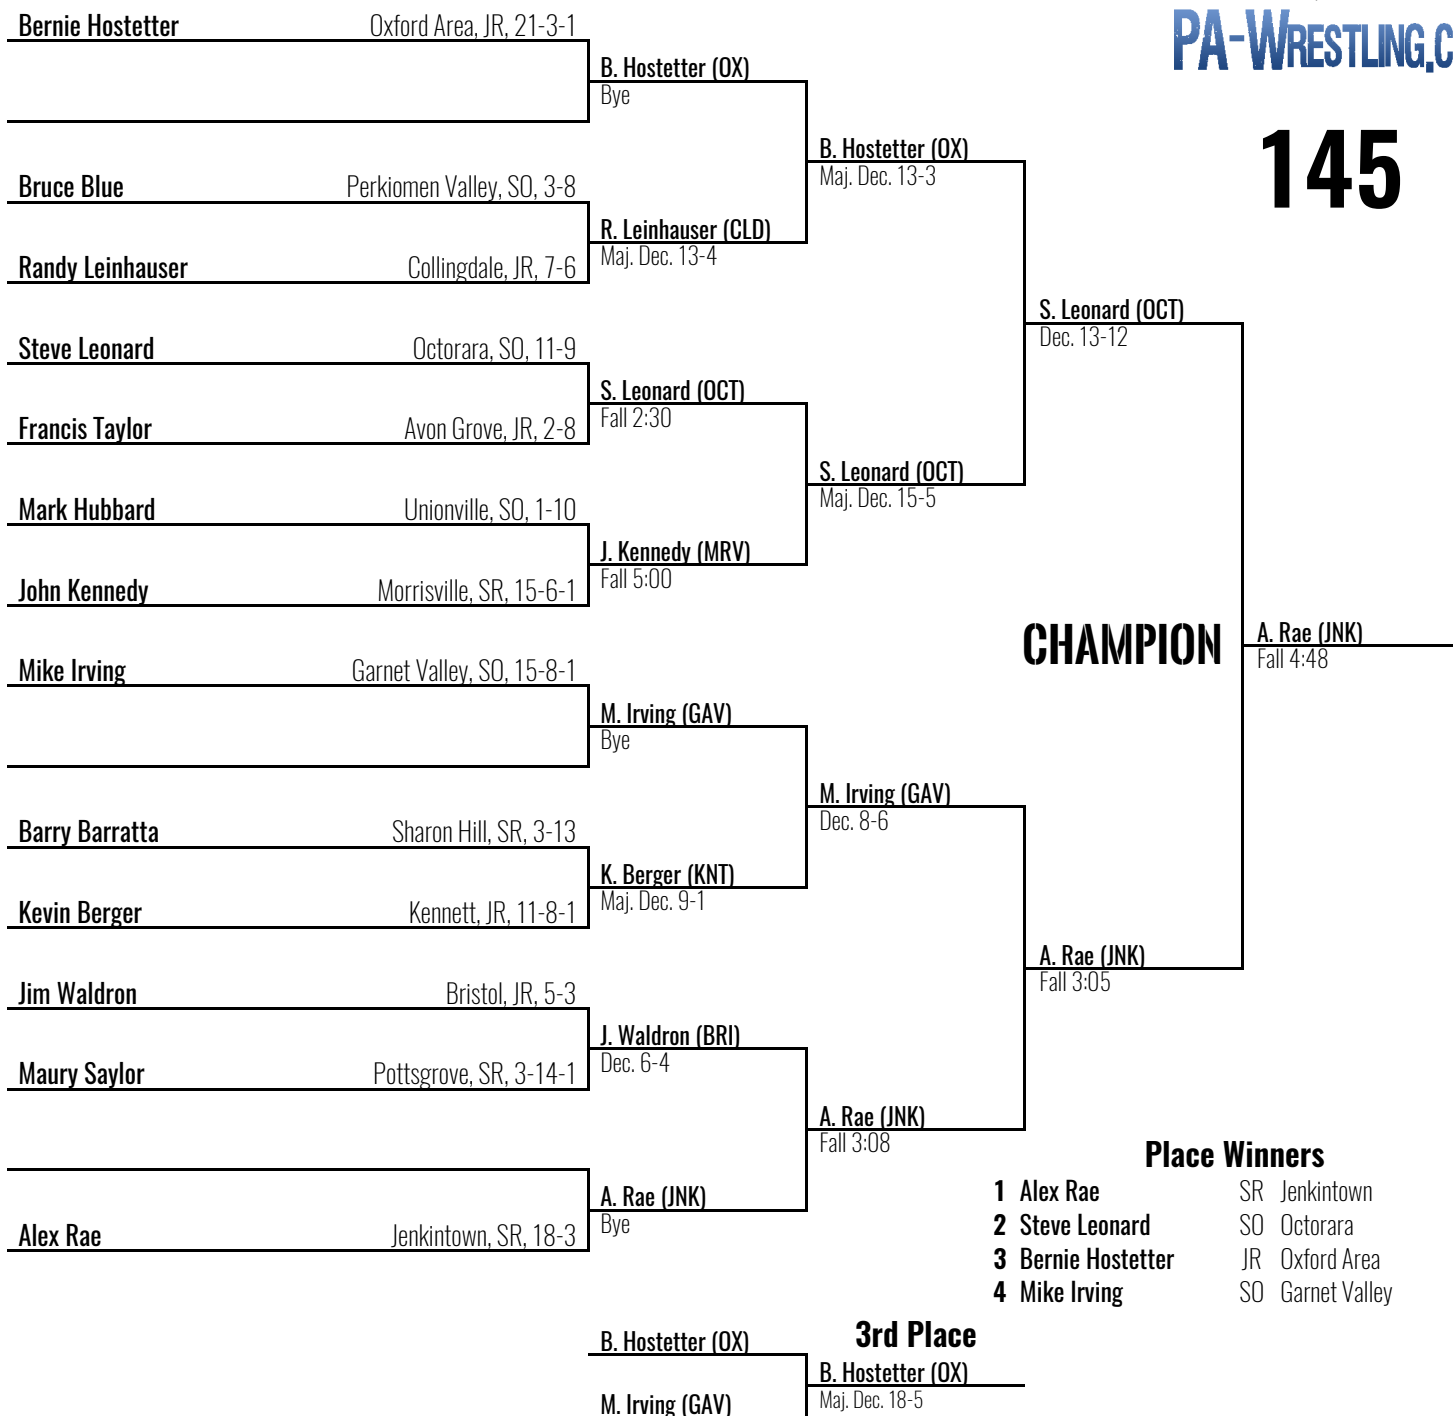 Bernie Hostetter Oxford Area, JR, 21-3-1
PA-WRESTLING.C
B. Hostetter (OX)
Bye
145
B. Hostetter (OX)
Maj. Dec. 13-3
Bruce Blue Perkiomen Valley, SO, 3-8
R. Leinhauser (CLD)
Maj. Dec. 13-4
Randy Leinhauser Collingdale, JR, 7-6
S. Leonard (OCT)
Dec. 13-12
Steve Leonard Octorara, SO, 11-9
S. Leonard (OCT)
Fall 2:30
Francis Taylor Avon Grove, JR, 2-8
S. Leonard (OCT)
Maj. Dec. 15-5
Mark Hubbard Unionville, SO, 1-10
J. Kennedy (MRV)
Fall 5:00
John Kennedy Morrisville, SR, 15-6-1
CHAMPION
A. Rae (JNK)
Fall 4:48
Mike Irving Garnet Valley, SO, 15-8-1
M. Irving (GAV)
Bye
M. Irving (GAV)
Dec. 8-6
Barry Barratta Sharon Hill, SR, 3-13
K. Berger (KNT)
Maj. Dec. 9-1
Kevin Berger Kennett, JR, 11-8-1
A. Rae (JNK)
Fall 3:05
Jim Waldron Bristol, JR, 5-3
J. Waldron (BRI)
Dec. 6-4
Maury Saylor Pottsgrove, SR, 3-14-1
A. Rae (JNK)
Fall 3:08
A. Rae (JNK)
Bye
Alex Rae Jenkintown, SR, 18-3
Place Winners
1 Alex Rae SR Jenkintown
2 Steve Leonard SO Octorara
3 Bernie Hostetter JR Oxford Area
4 Mike Irving SO Garnet Valley
3rd Place
B. Hostetter (OX)
B. Hostetter (OX)
Maj. Dec. 18-5
M. Irving (GAV)